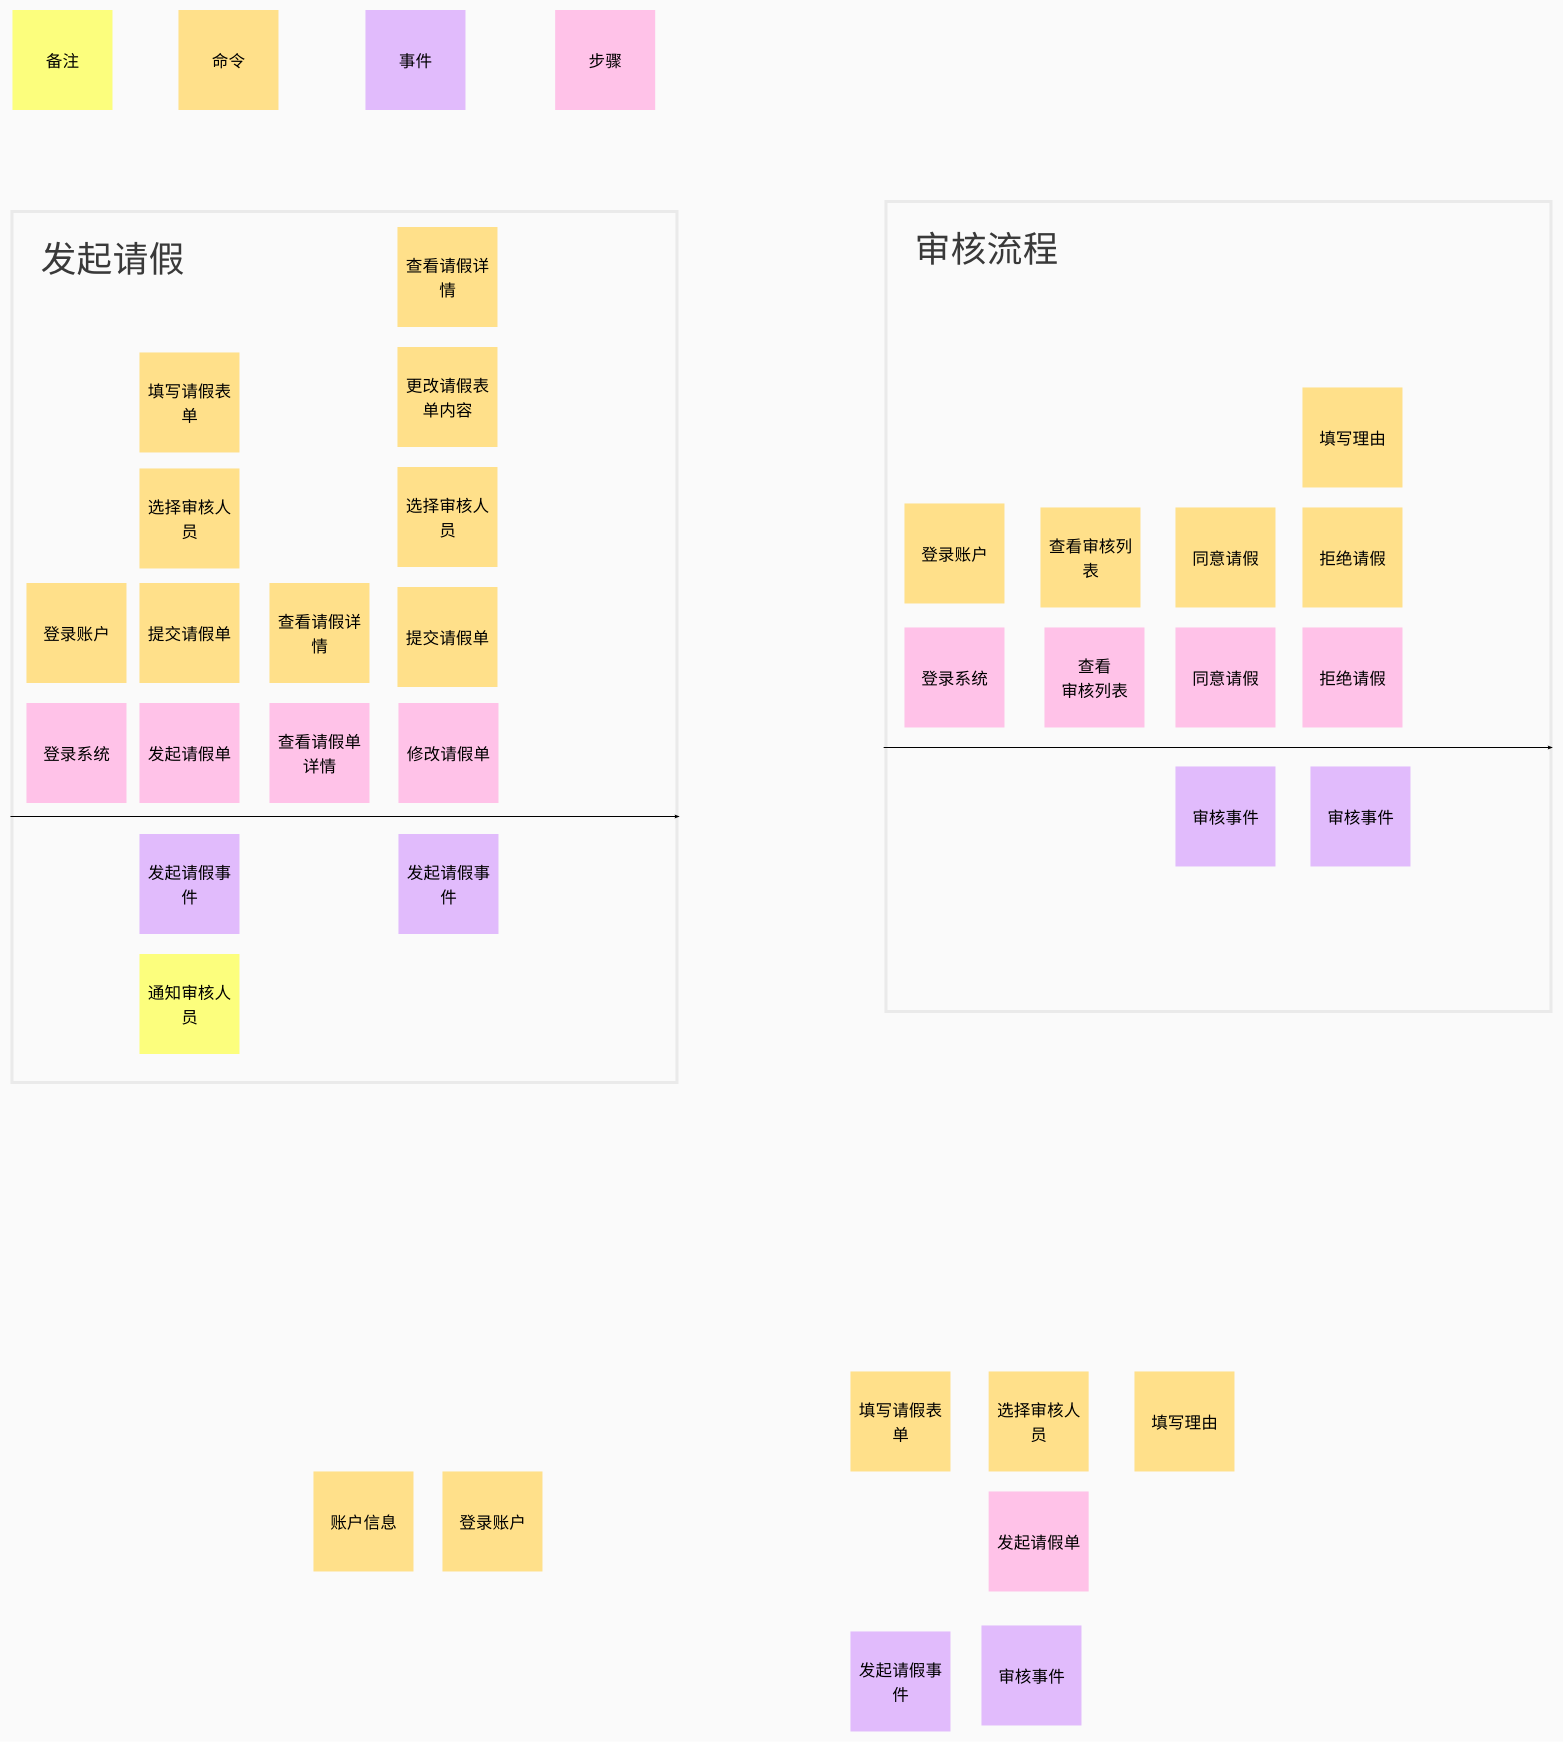 备注
命令
事件
步骤
发起请假
查看请假详
情
填写请假表
单
更改请假表
单内容
选择审核人
员
选择审核人
员
登录账户
提交请假单
查看请假详
情
提交请假单
登录系统
发起请假单
查看请假单
详情
修改请假单
发起请假事
件
发起请假事
件
通知审核人
员
审核流程
填写理由
登录账户
查看审核列
表
同意请假
拒绝请假
登录系统
查看
审核列表
同意请假
拒绝请假
审核事件
审核事件
账户信息
登录账户
填写请假表
单
选择审核人
员
填写理由
发起请假单
发起请假事
件
审核事件